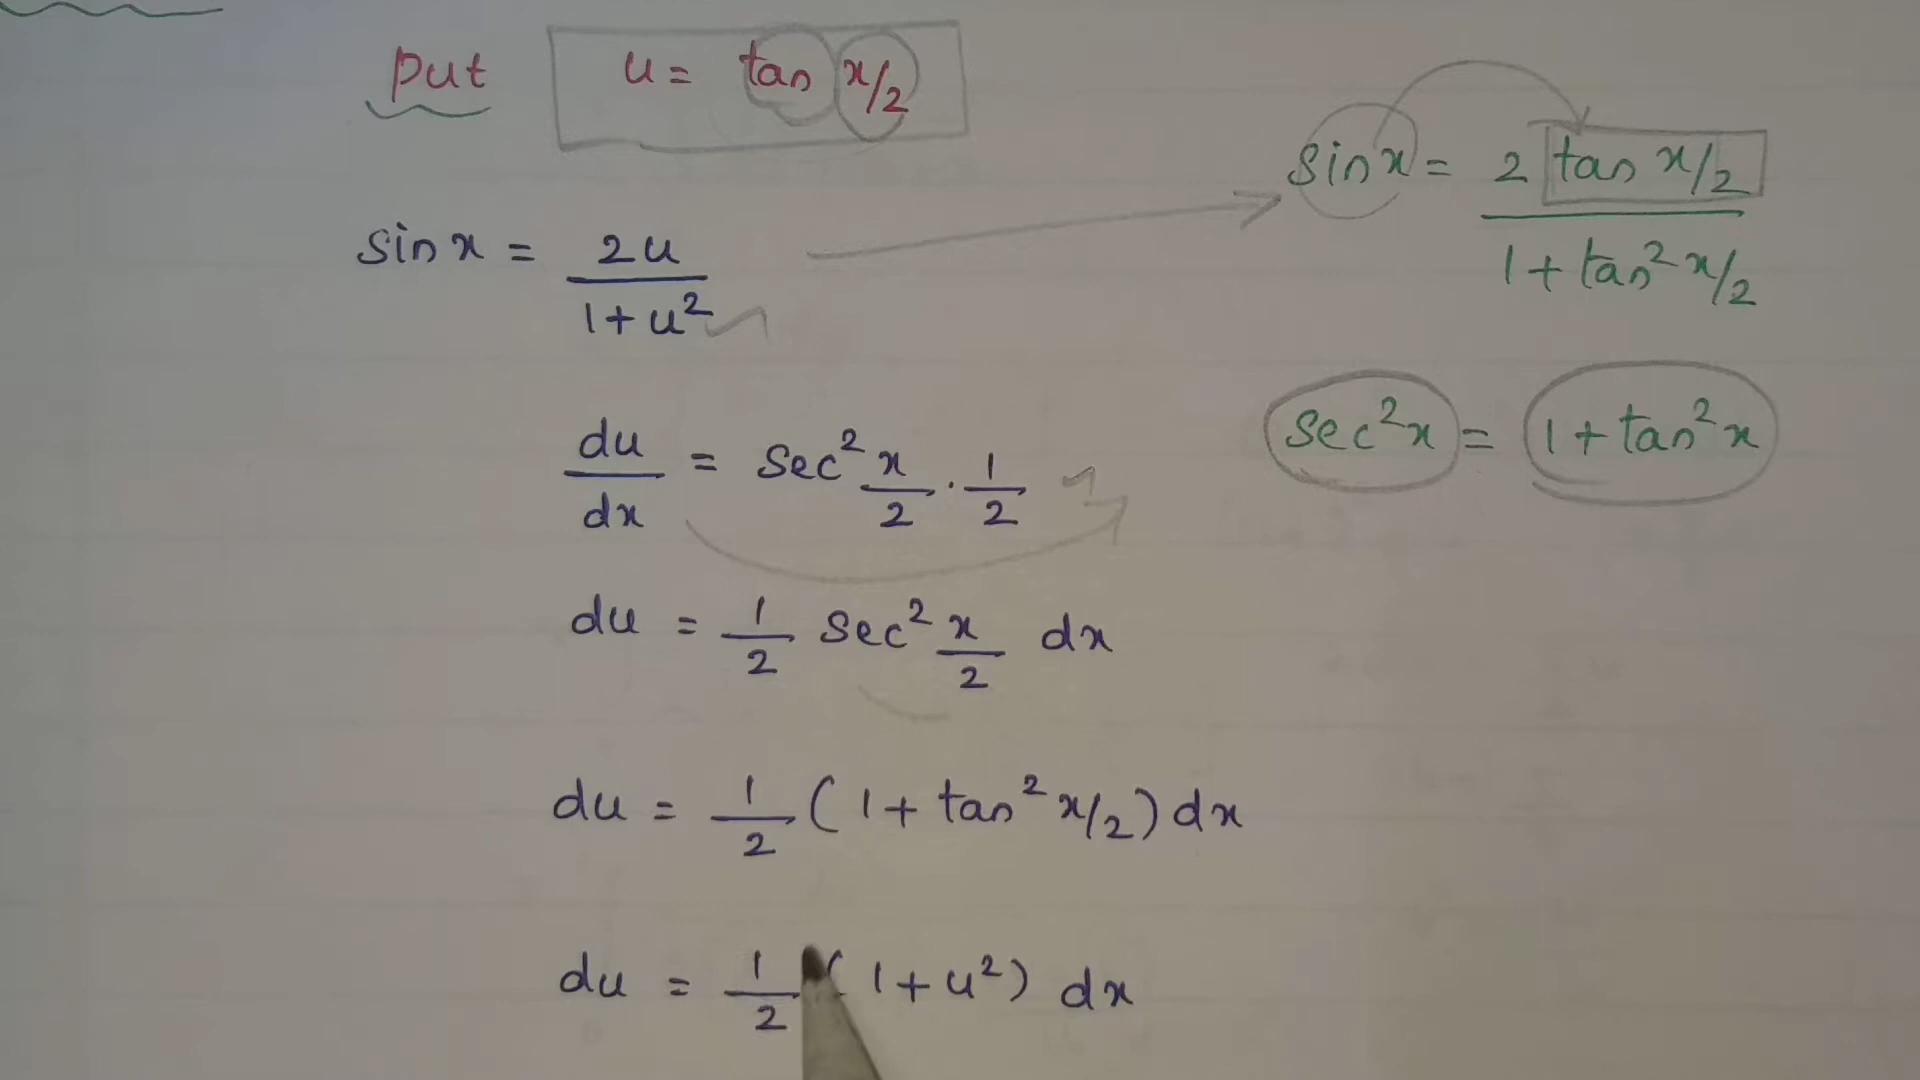 put u = tan x/2
sin x = 2 tan x/2 / 1 + tan² x/2
sin x = 2u / 1 + u²
sec² x = 1 + tan² x
du/dx = sec² x/2 · 1/2
du = 1/2 sec² x/2 dx
du = 1/2 (1 + tan² x/2) dx
du = 1/2 (1 + u²) dx